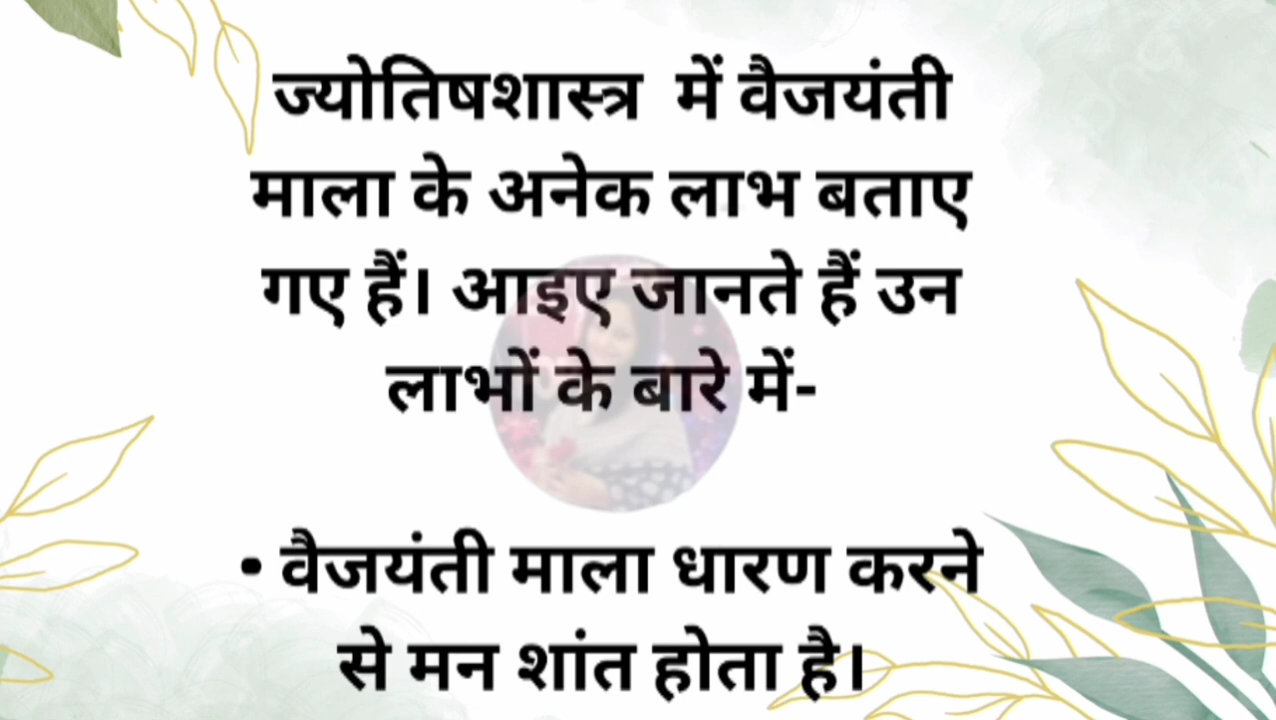 ज्योतिषशास्त्र में वैजयंती
माला के अनेक लाभ बताए
गए हैं। आइए जानते हैं उन
लाभों के बारे में-
• वैजयंती माला धारण करने
से मन शांत होता है।